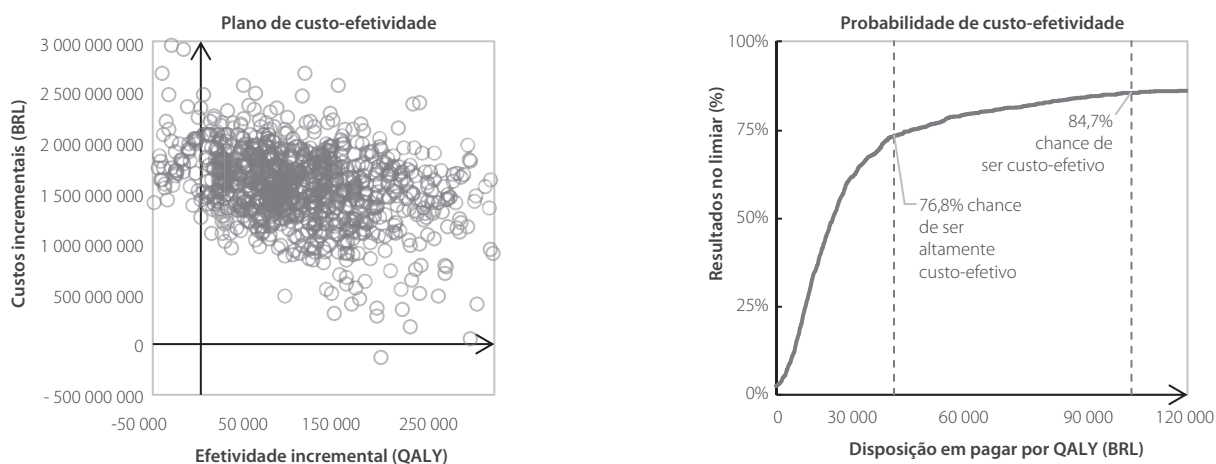 Plano de custo-efetividade
Custos incrementais (BRL)
3 000 000 000
2 500 000 000
2 000 000 000
1 500 000 000
1 000 000 000
500 000 000
0
- 500 000 000
-50 000
50 000
150 000
250 000
Efetividade incremental (QALY)
Probabilidade de custo-efetividade
Resultados no limiar (%)
100%
75%
50%
25%
0%
84,7%
chance de
ser custo-efetivo
76,8% chance
de ser
altamente
custo-efetivo
0
30 000
60 000
90 000
120 000
Disposição em pagar por QALY (BRL)